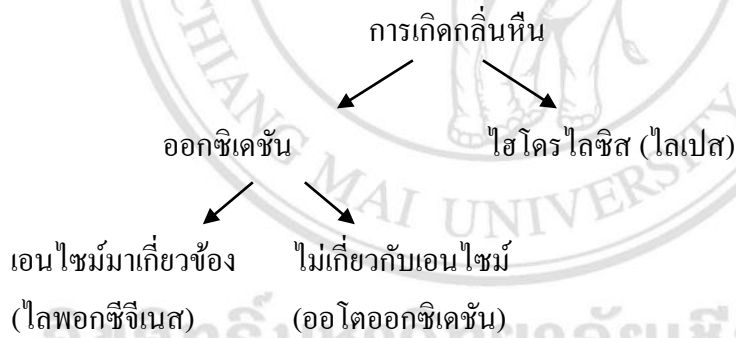 การเกิดกลิ่นหืน
ออกซิเดชัน ไฮโดรไลซิส (ไลเปส)
CHIANG MAI UNIVERSITY
เอนไซม์มาเกี่ยวข้อง ไม่เกี่ยวกับเอนไซม์
(ไลพอกซีจีเนส) (ออโตออกซิเดชัน)